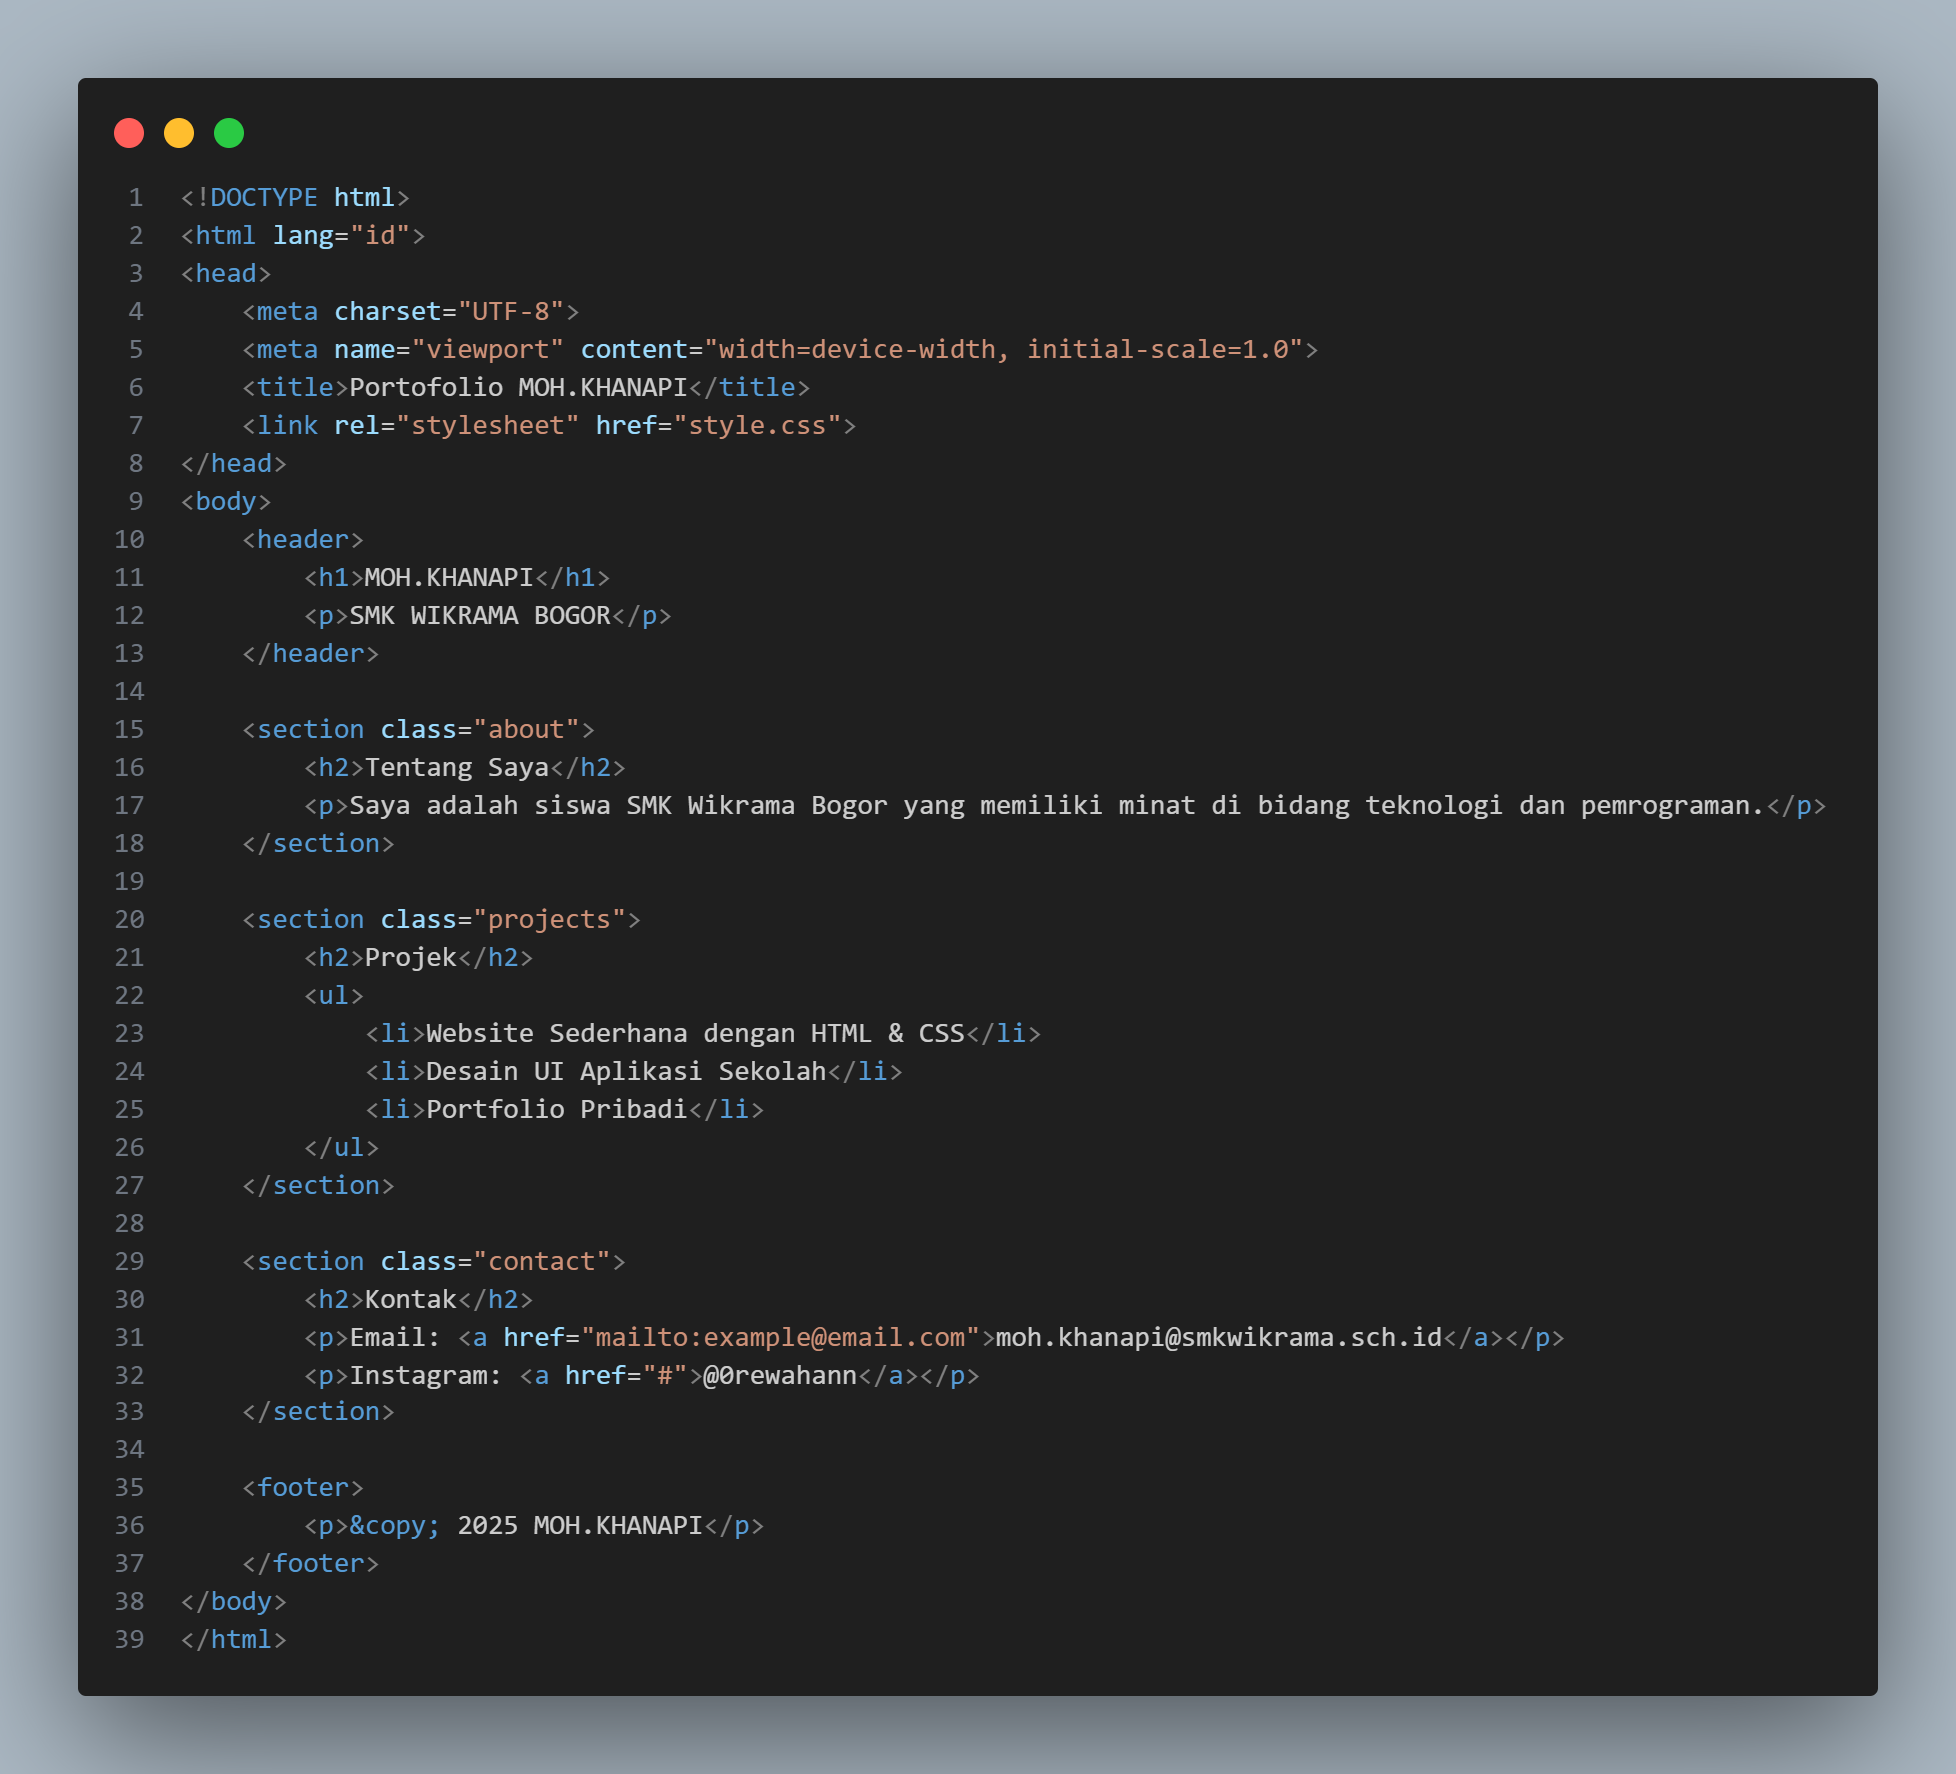 1 <!DOCTYPE html>
2 <html lang="id">
3 <head>
4     <meta charset="UTF-8">
5     <meta name="viewport" content="width=device-width, initial-scale=1.0">
6     <title>Portofolio MOH.KHANAPI</title>
7     <link rel="stylesheet" href="style.css">
8 </head>
9 <body>
10     <header>
11         <h1>MOH.KHANAPI</h1>
12         <p>SMK WIKRAMA BOGOR</p>
13     </header>
14
15     <section class="about">
16         <h2>Tentang Saya</h2>
17         <p>Saya adalah siswa SMK Wikrama Bogor yang memiliki minat di bidang teknologi dan pemrograman.</p>
18     </section>
19
20     <section class="projects">
21         <h2>Projek</h2>
22         <ul>
23             <li>Website Sederhana dengan HTML & CSS</li>
24             <li>Desain UI Aplikasi Sekolah</li>
25             <li>Portfolio Pribadi</li>
26         </ul>
27     </section>
28
29     <section class="contact">
30         <h2>Kontak</h2>
31         <p>Email: <a href="mailto:example@email.com">moh.khanapi@smkwikrama.sch.id</a></p>
32         <p>Instagram: <a href="#">@0rewahann</a></p>
33     </section>
34
35     <footer>
36         <p>&copy; 2025 MOH.KHANAPI</p>
37     </footer>
38 </body>
39 </html>